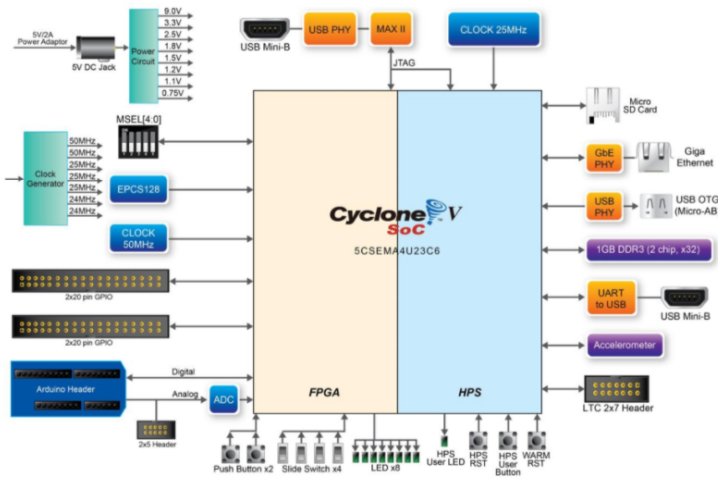 5V/2A
Power Adaptor
5V DC Jack
Power
Circuit
9.0V
3.3V
2.5V
1.8V
1.5V
1.2V
1.1V
0.75V
USB Mini-B
USB PHY
MAX II
JTAG
CLOCK 25MHz
MSEL[4:0]
Clock
Generator
50MHz
50MHz
25MHz
25MHz
25MHz
24MHz
24MHz
EPCS128
CLOCK
50MHz
2x20 pin GPIO
2x20 pin GPIO
Arduino Header
Digital
Analog
ADC
2x5 Header
Cyclone V
SoC
5CSEMA4U23C6
FPGA
HPS
Micro
SD Card
GbE
PHY
Giga
Ethernet
USB
PHY
USB OTG
(Micro-AB)
1GB DDR3 (2 chip, x32)
UART
to USB
USB Mini-B
Accelerometer
LTC 2x7 Header
Push Button x2
Slide Switch x4
LED x8
HPS
User LED
HPS
RST
HPS
User
Button
WARM
RST